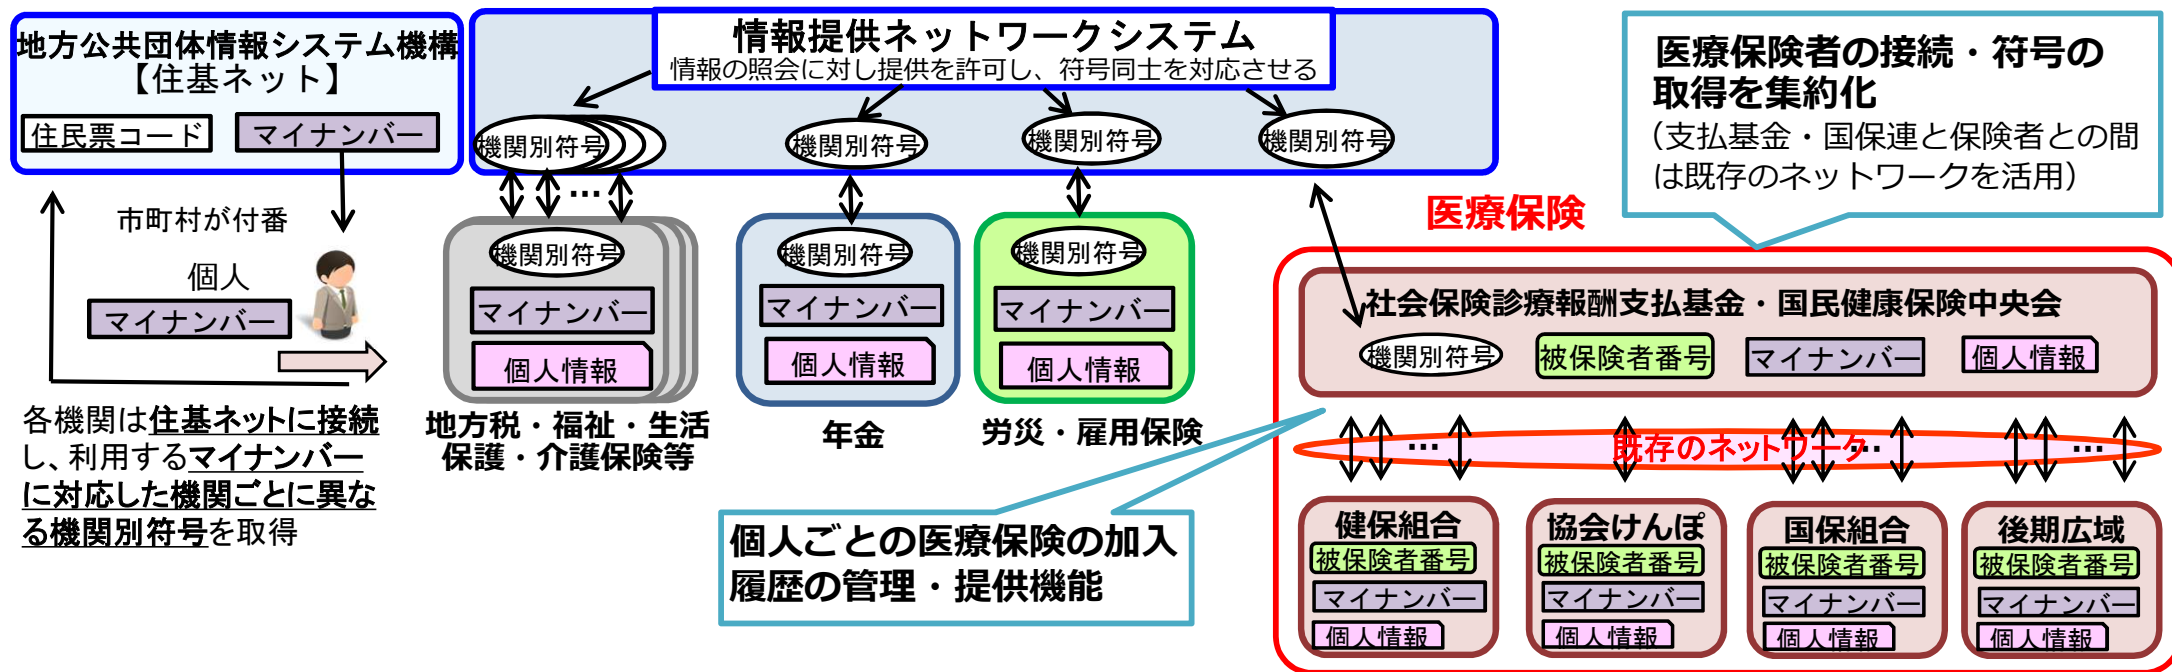 地方公共団体情報システム機構
【住基ネット】
住民票コード
マイナンバー
市町村が付番
個人
マイナンバー
各機関は住基ネットに接続
し、利用するマイナンバー
に対応した機関ごとに異な
る機関別符号を取得
情報提供ネットワークシステム
情報の照会に対し提供を許可し、符号同士を対応させる
機関別符号
機関別符号
機関別符号
機関別符号
…
機関別符号
マイナンバー
個人情報
地方税・福祉・生活
保護・介護保険等
機関別符号
マイナンバー
個人情報
年金
機関別符号
マイナンバー
個人情報
労災・雇用保険
医療保険者の接続・符号の
取得を集約化
（支払基金・国保連と保険者との間
は既存のネットワークを活用）
医療保険
社会保険診療報酬支払基金・国民健康保険中央会
機関別符号
被保険者番号
マイナンバー
個人情報
…
既存のネットワーク
…
…
個人ごとの医療保険の加入
履歴の管理・提供機能
健保組合
被保険者番号
マイナンバー
個人情報
協会けんぽ
被保険者番号
マイナンバー
個人情報
国保組合
被保険者番号
マイナンバー
個人情報
後期広域
被保険者番号
マイナンバー
個人情報